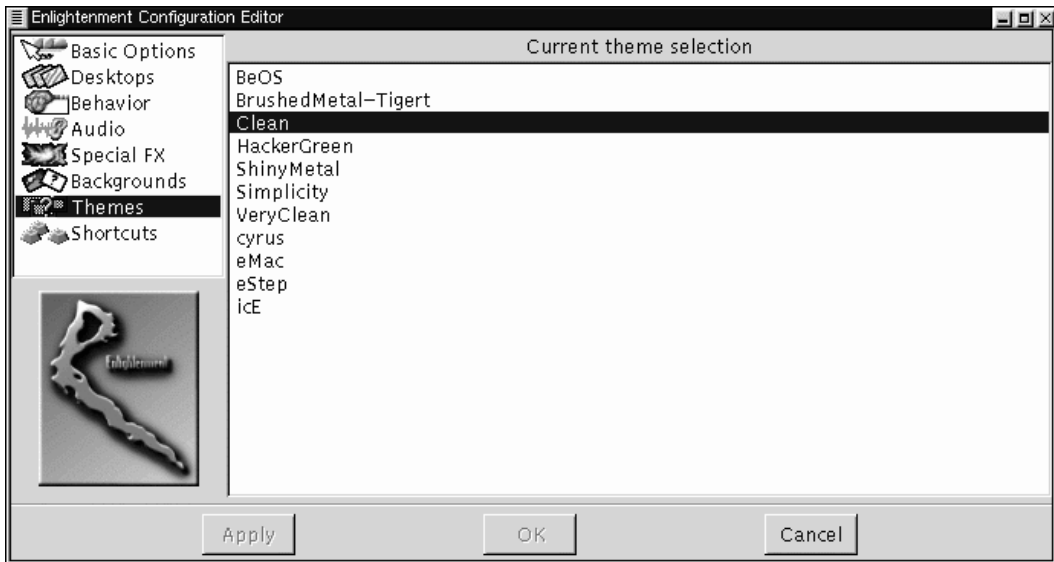 Enlightenment Configuration Editor
Basic Options
Desktops
Behavior
Audio
Special FX
Backgrounds
Themes
Shortcuts
Enlightenment
Current theme selection
BeOS
BrushedMetal-Tigert
Clean
HackerGreen
ShinyMetal
Simplicity
VeryClean
cyrus
eMac
eStep
icE
Apply
OK
Cancel